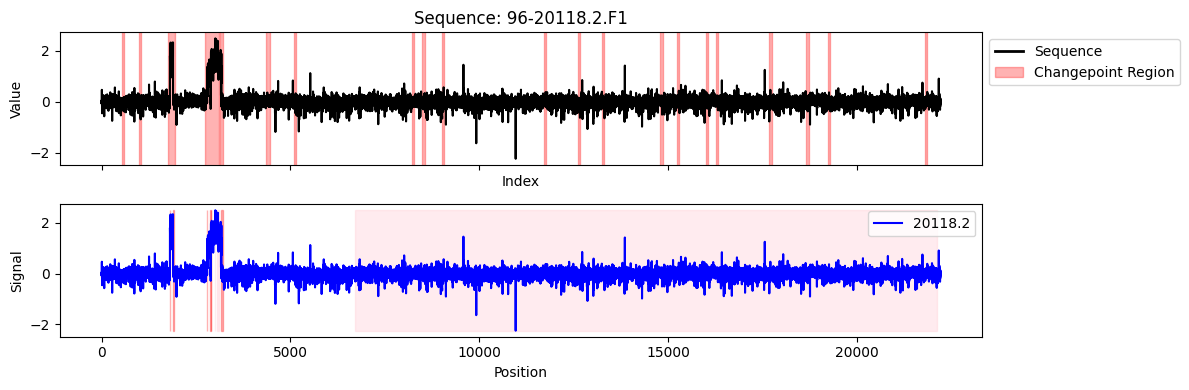 Sequence: 96-20118.2.F1
Value
2
0
−2
Index
Sequence
Changepoint Region
Signal
2
0
−2
20118.2
0 5000 10000 15000 20000
Position